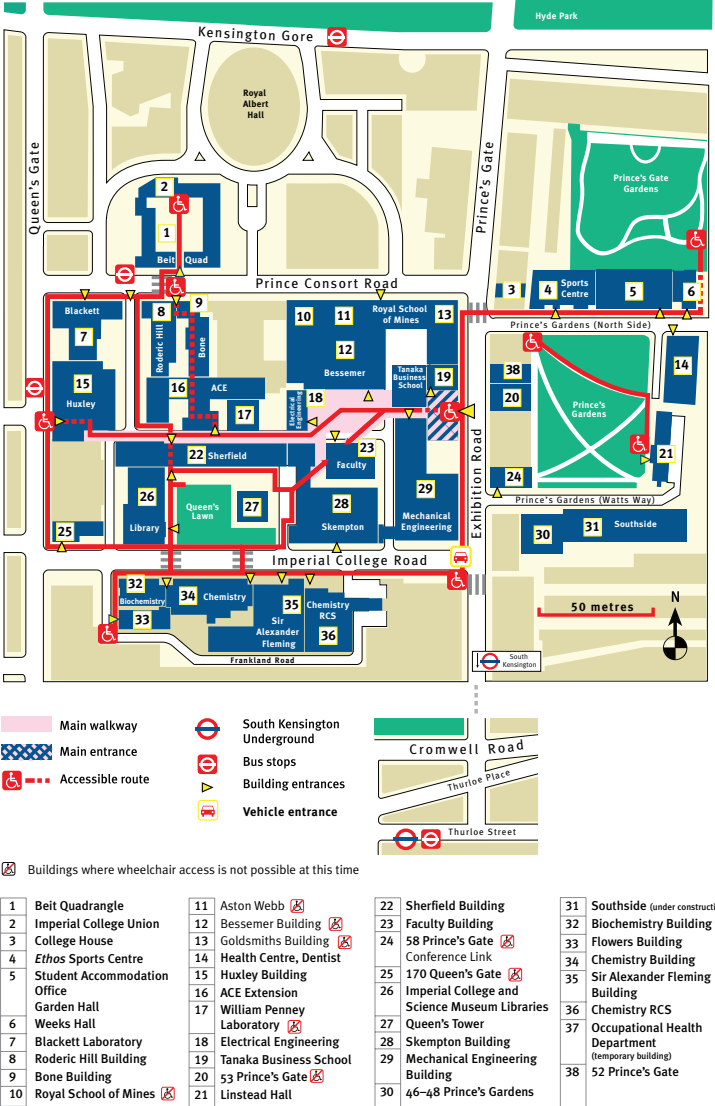 Hyde Park
Kensington Gore
Royal
Albert
Hall
Queen's Gate
Prince's Gate
Prince's Gate
Gardens
2
1
Beit Quad
Prince Consort Road
3
4
Sports
Centre
5
6
Prince's Gardens (North Side)
Blackett
7
15
Huxley
8
9
Roderic Hill
Bone
16
ACE
17
10
11
Royal School
of Mines
13
12
Bessemer
Tanaka
Business
School
19
Electrical
Engineering
18
38
20
Prince's
Gardens
14
21
24
Prince's Gardens (Watts Way)
Exhibition Road
22
Sherfield
23
Faculty
26
Library
Queen's
Lawn
27
28
Skempton
29
Mechanical
Engineering
25
30
31
Southside
Imperial College Road
32
Biochemistry
33
34
Chemistry
35
Sir
Alexander
Fleming
Chemistry
RCS
36
Frankland Road
50 metres
N
South
Kensington
Main walkway
Main entrance
Accessible route
South Kensington
Underground
Bus stops
Building entrances
Vehicle entrance
Cromwell Road
Thurloe Place
Thurloe Street
Buildings where wheelchair access is not possible at this time
1 Beit Quadrangle
2 Imperial College Union
3 College House
4 Ethos Sports Centre
5 Student Accommodation
Office
Garden Hall
6 Weeks Hall
7 Blackett Laboratory
8 Roderic Hill Building
9 Bone Building
10 Royal School of Mines
11 Aston Webb
12 Bessemer Building
13 Goldsmiths Building
14 Health Centre, Dentist
15 Huxley Building
16 ACE Extension
17 William Penney
Laboratory
18 Electrical Engineering
19 Tanaka Business School
20 53 Prince's Gate
21 Linstead Hall
22 Sherfield Building
23 Faculty Building
24 58 Prince's Gate
Conference Link
25 170 Queen's Gate
26 Imperial College and
Science Museum Libraries
27 Queen's Tower
28 Skempton Building
29 Mechanical Engineering
Building
30 46–48 Prince's Gardens
31 Southside (under constructi
32 Biochemistry Building
33 Flowers Building
34 Chemistry Building
35 Sir Alexander Fleming
Building
36 Chemistry RCS
37 Occupational Health
Department
(temporary building)
38 52 Prince's Gate